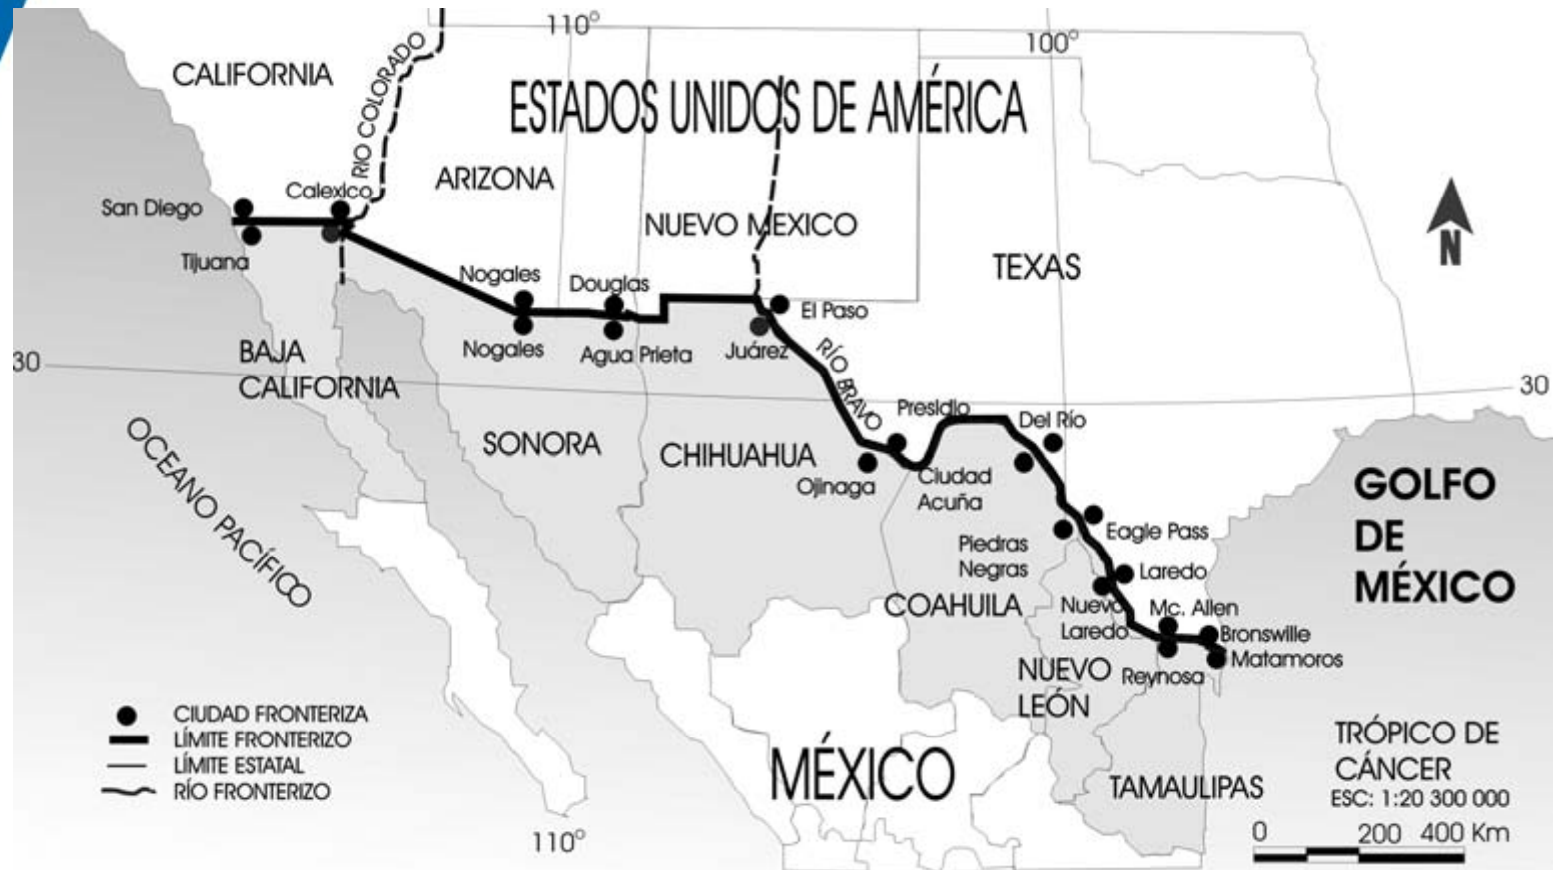 110°
100°
CALIFORNIA
RIO COLORADO
ESTADOS UNIDOS DE AMÉRICA
ARIZONA
Calexico
San Diego
NUEVO MEXICO
N
Tijuana
TEXAS
Nogales
Douglas
El Paso
Nogales
Agua Prieta
Juárez
RÍO BRAVO
30
30
BAJA
CALIFORNIA
Presidio
Del Río
OCEANO PACÍFICO
SONORA
CHIHUAHUA
Ojinaga
Ciudad
Acuña
GOLFO
DE
MÉXICO
Eagle Pass
Piedras
Negras
Laredo
COAHUILA
Nuevo
Laredo
Mc. Allen
Bronswille
Matamoros
Reynosa
NUEVO
LEÓN
CIUDAD FRONTERIZA
LÍMITE FRONTERIZO
LÍMITE ESTATAL
RÍO FRONTERIZO
MÉXICO
TAMAULIPAS
TRÓPICO DE
CÁNCER
ESC: 1:20 300 000
0 200 400 Km
110°